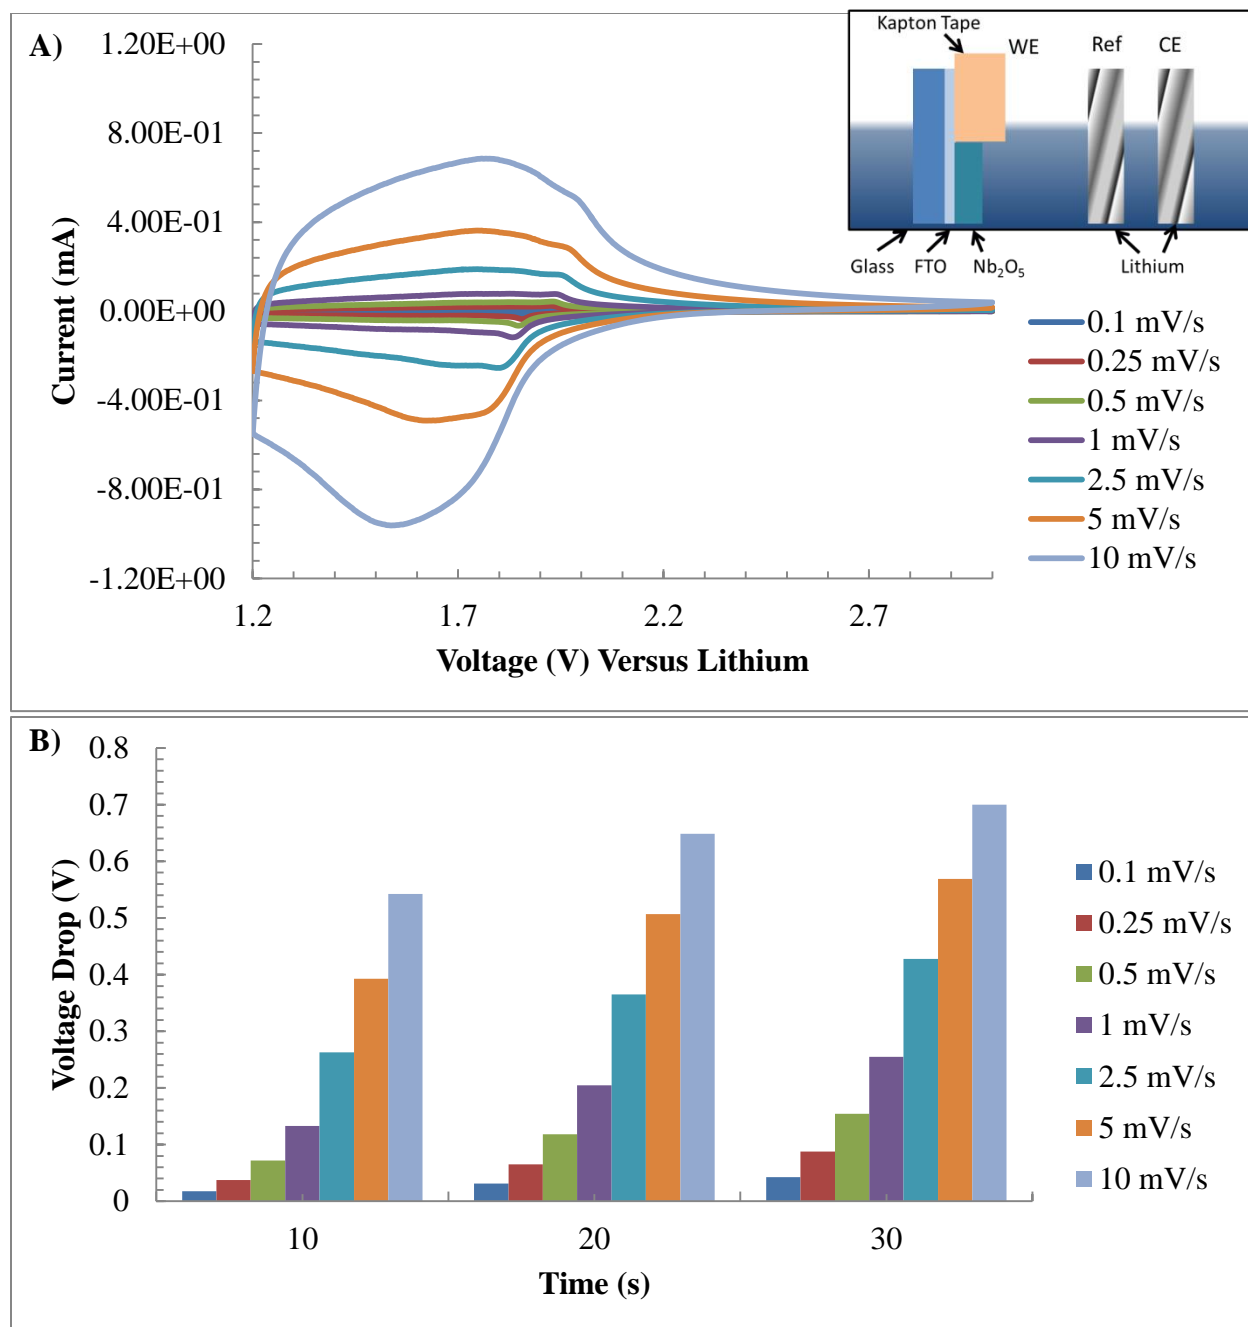 A)
1.20E+00
8.00E-01
4.00E-01
0.00E+00
-4.00E-01
-8.00E-01
-1.20E+00
Current (mA)
1.2 1.7 2.2 2.7
Voltage (V) Versus Lithium
Kapton Tape
WE Ref CE
Glass FTO Nb₂O₅ Lithium
0.1 mV/s
0.25 mV/s
0.5 mV/s
1 mV/s
2.5 mV/s
5 mV/s
10 mV/s
B)
0.8
0.7
0.6
0.5
0.4
0.3
0.2
0.1
0
Voltage Drop (V)
10 20 30
Time (s)
0.1 mV/s
0.25 mV/s
0.5 mV/s
1 mV/s
2.5 mV/s
5 mV/s
10 mV/s